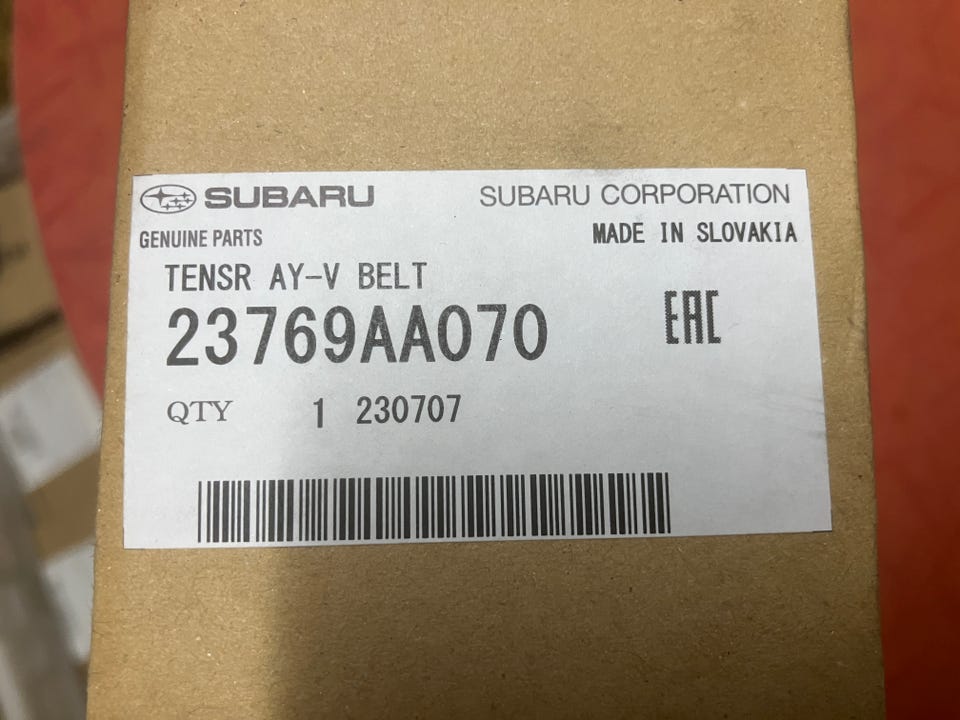 SUBARU SUBARU CORPORATION
GENUINE PARTS MADE IN SLOVAKIA
TENSR AY-V BELT
23769AA070 EAC
QTY 1 230707